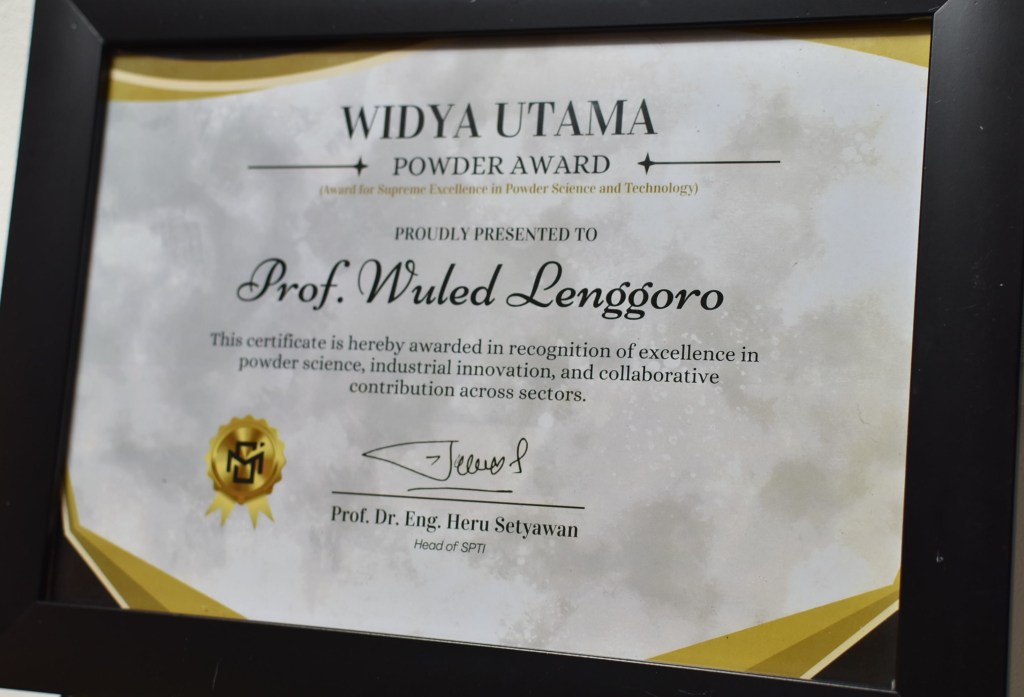 WIDYA UTAMA
POWDER AWARD
(Award for Supreme Excellence in Powder Science and Technology)
PROUDLY PRESENTED TO
Prof. Wuled Lenggoro
This certificate is hereby awarded in recognition of excellence in
powder science, industrial innovation, and collaborative
contribution across sectors.
Prof. Dr. Eng. Heru Setyawan
Head of SPTI